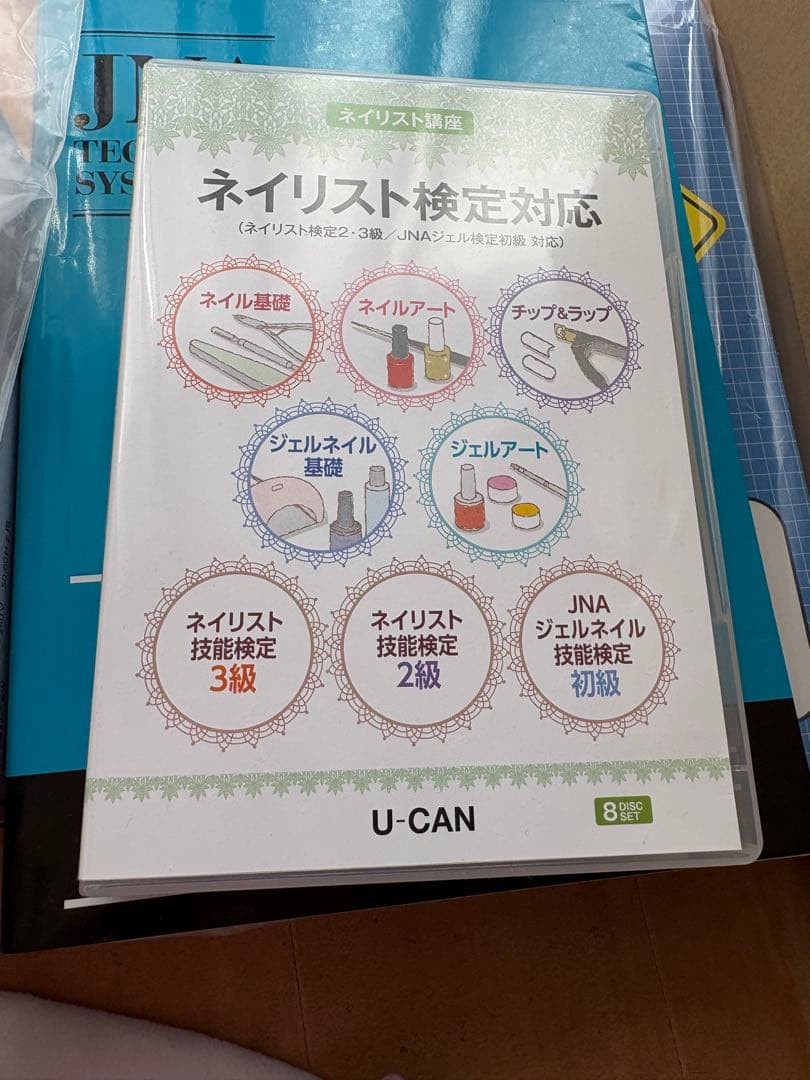 JNA
TEC
SYS
ネイリスト講座
ネイリスト検定対応
(ネイリスト検定2・3級/JNAジェル検定初級 対応)
ネイル基礎
ネイルアート
チップ&ラップ
ジェルネイル
基礎
ジェルアート
ネイリスト
技能検定
3級
ネイリスト
技能検定
2級
JNA
ジェルネイル
技能検定
初級
U-CAN
8 DISC
SET